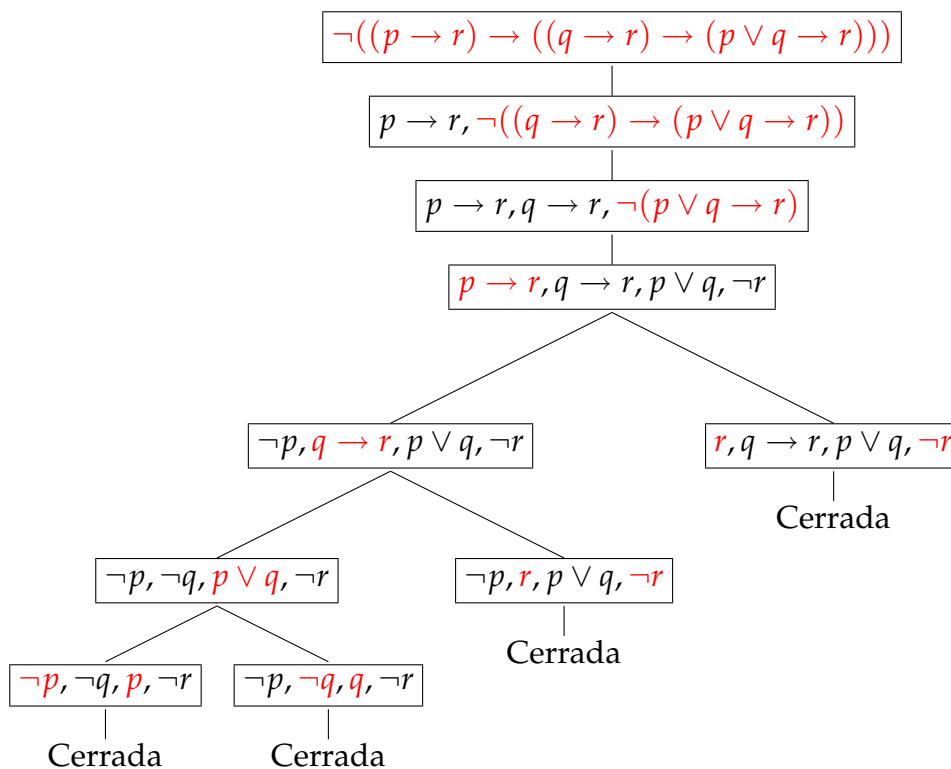 ¬((p → r) → ((q → r) → (p ∨ q → r)))
p → r, ¬((q → r) → (p ∨ q → r))
p → r, q → r, ¬(p ∨ q → r)
p → r, q → r, p ∨ q, ¬r
¬p, q → r, p ∨ q, ¬r
r, q → r, p ∨ q, ¬r
Cerrada
¬p, ¬q, p ∨ q, ¬r
¬p, r, p ∨ q, ¬r
Cerrada
¬p, ¬q, p, ¬r
¬p, ¬q, q, ¬r
Cerrada
Cerrada